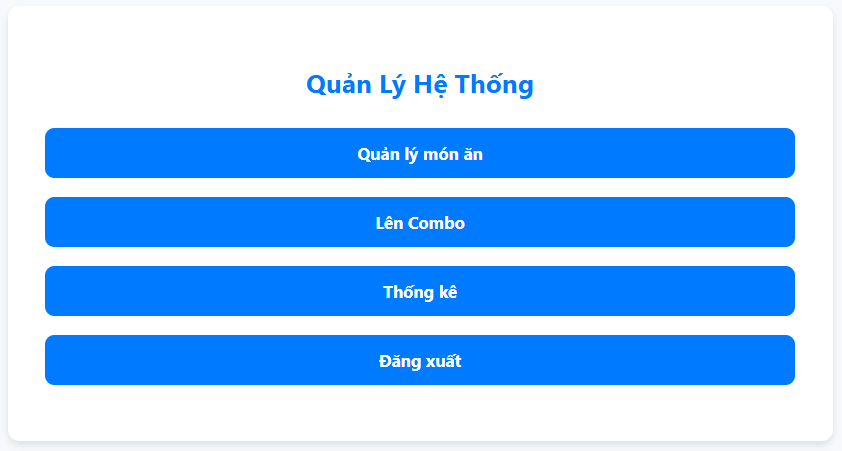 Quản Lý Hệ Thống
Quản lý món ăn
Lên Combo
Thống kê
Đăng xuất